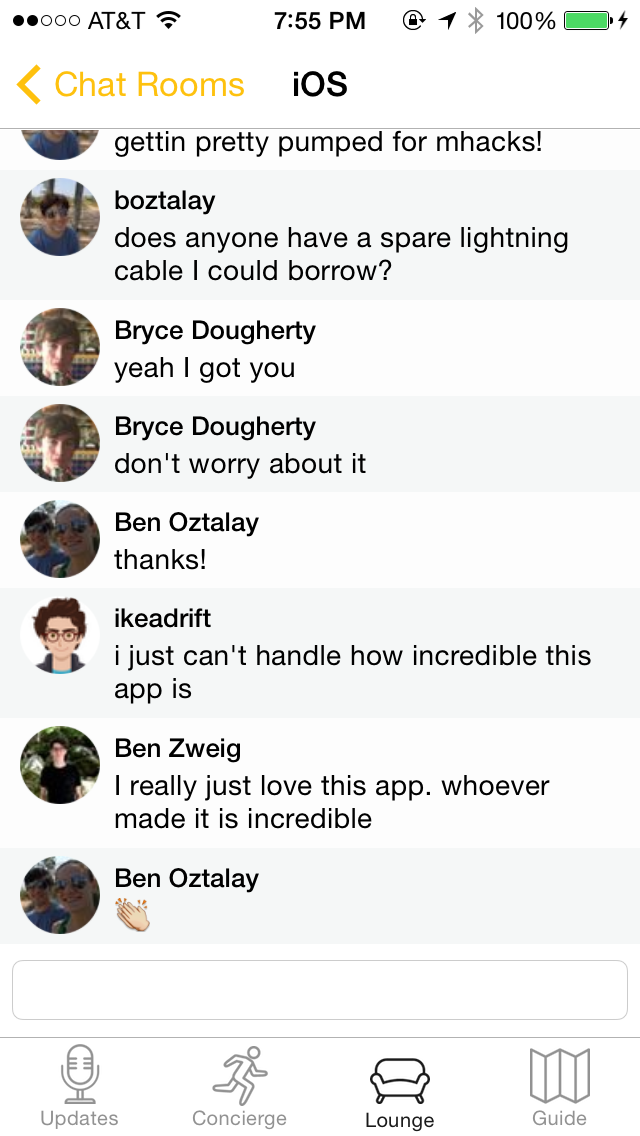 AT&T 7:55 PM 100%
Chat Rooms iOS
gettin pretty pumped for mhacks!
boztalay
does anyone have a spare lightning
cable I could borrow?
Bryce Dougherty
yeah I got you
Bryce Dougherty
don't worry about it
Ben Oztalay
thanks!
ikeadrift
i just can't handle how incredible this
app is
Ben Zweig
I really just love this app. whoever
made it is incredible
Ben Oztalay
👏
Updates Concierge Lounge Guide